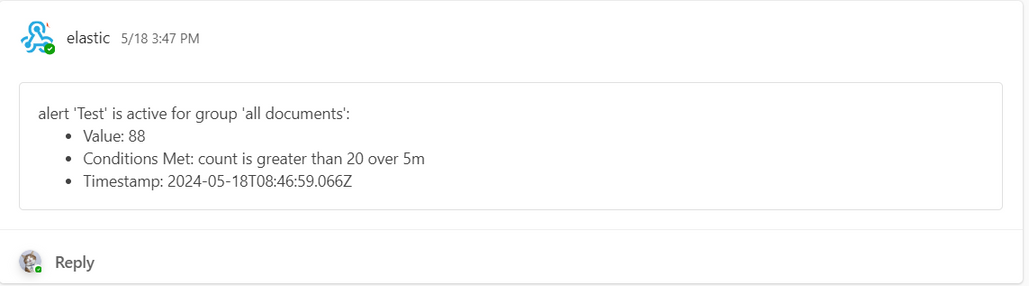 elastic 5/18 3:47 PM
alert 'Test' is active for group 'all documents':
• Value: 88
• Conditions Met: count is greater than 20 over 5m
• Timestamp: 2024-05-18T08:46:59.066Z
Reply